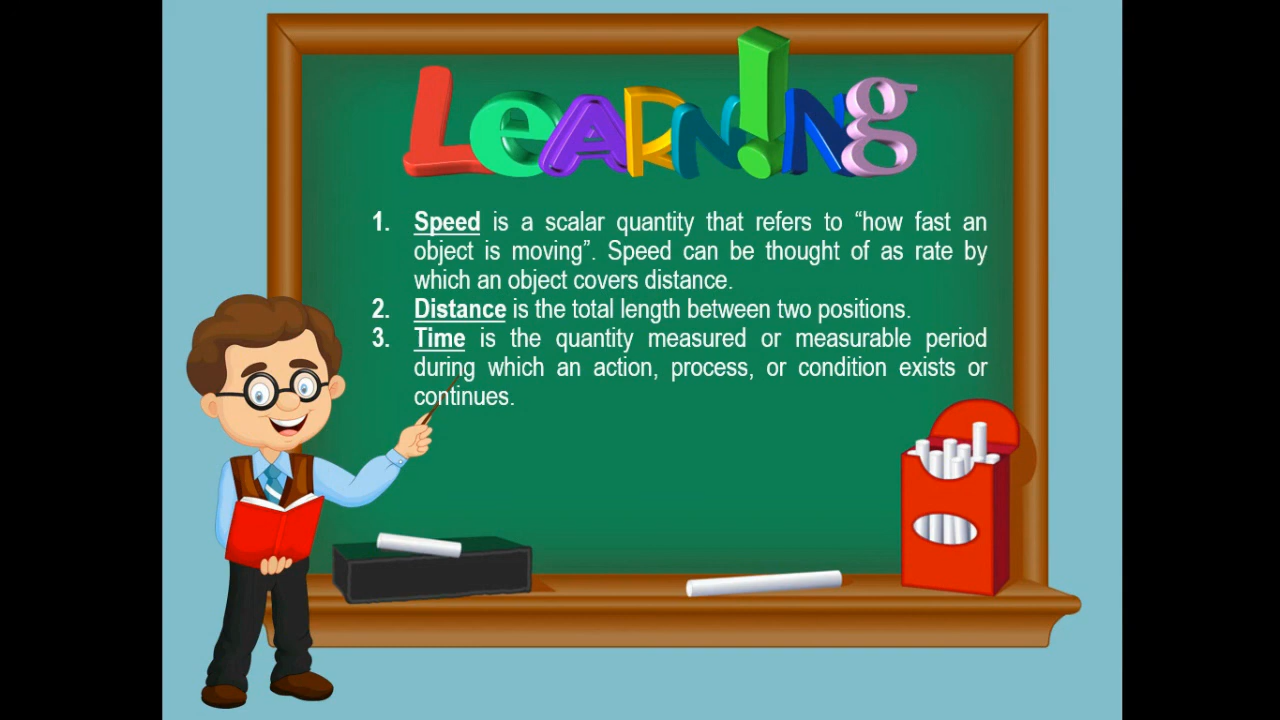 LeARN!Ng
1. Speed is a scalar quantity that refers to “how fast an
object is moving”. Speed can be thought of as rate by
which an object covers distance.
2. Distance is the total length between two positions.
3. Time is the quantity measured or measurable period
during which an action, process, or condition exists or
continues.